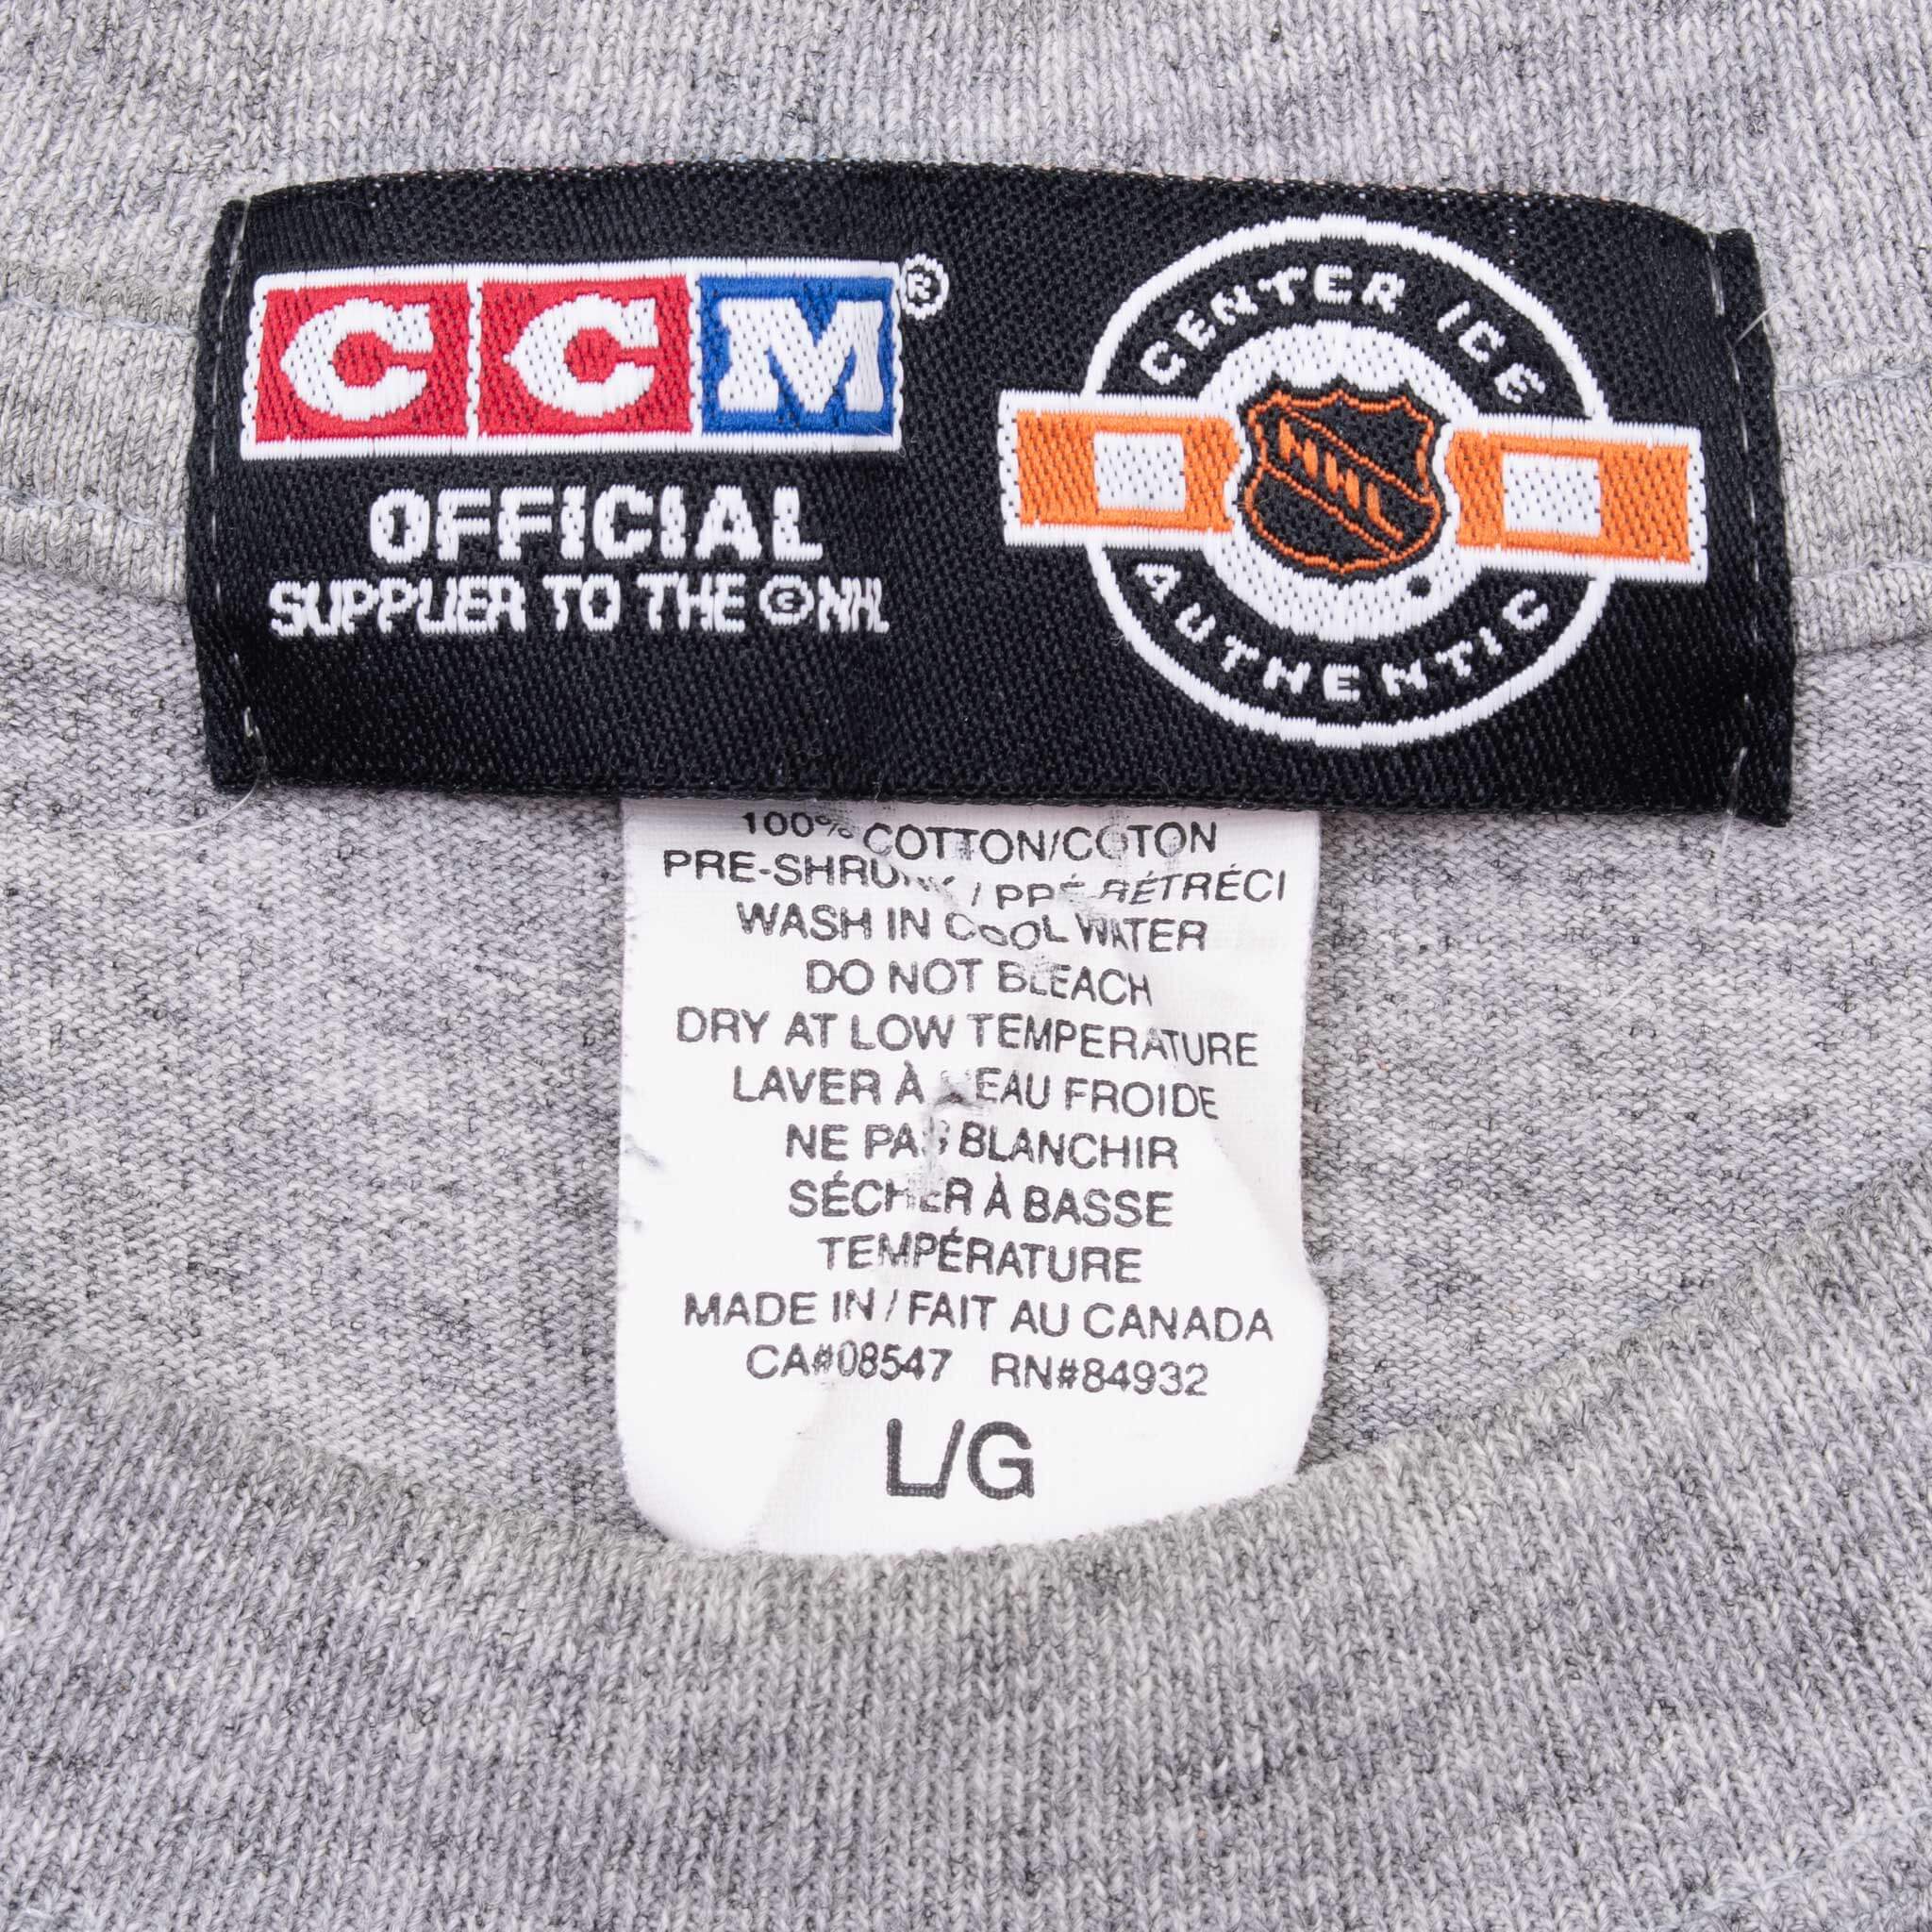 CCM®
OFFICIAL
SUPPLIER TO THE © NHL
CENTER ICE
AUTHENTIC
100% COTTON/COTON
PRE-SHRUNK / PRÉ-RÉTRÉCI
WASH IN COOL WATER
DO NOT BLEACH
DRY AT LOW TEMPERATURE
LAVER À L'EAU FROIDE
NE PAS BLANCHIR
SÉCHER À BASSE
TEMPÉRATURE
MADE IN / FAIT AU CANADA
CA#08547 RN#84932
L/G